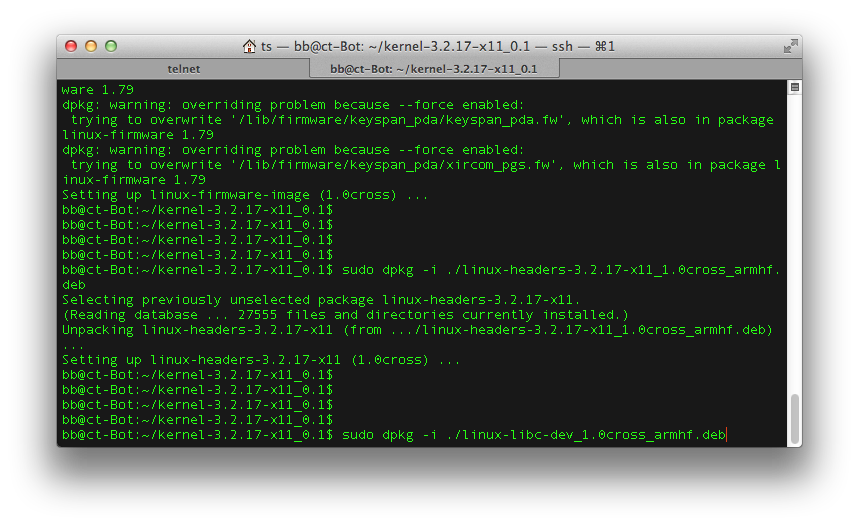 ts — bb@ct-Bot: ~/kernel-3.2.17-x11_0.1 — ssh — ⌘1
telnet
bb@ct-Bot: ~/kernel-3.2.17-x11_0.1
ware 1.79
dpkg: warning: overriding problem because --force enabled:
 trying to overwrite '/lib/firmware/keyspan_pda/keyspan_pda.fw', which is also in package
linux-firmware 1.79
dpkg: warning: overriding problem because --force enabled:
 trying to overwrite '/lib/firmware/keyspan_pda/xircom_pgs.fw', which is also in package l
inux-firmware 1.79
Setting up linux-firmware-image (1.0cross) ...
bb@ct-Bot:~/kernel-3.2.17-x11_0.1$
bb@ct-Bot:~/kernel-3.2.17-x11_0.1$
bb@ct-Bot:~/kernel-3.2.17-x11_0.1$
bb@ct-Bot:~/kernel-3.2.17-x11_0.1$
bb@ct-Bot:~/kernel-3.2.17-x11_0.1$ sudo dpkg -i ./linux-headers-3.2.17-x11_1.0cross_armhf.
deb
Selecting previously unselected package linux-headers-3.2.17-x11.
(Reading database ... 27555 files and directories currently installed.)
Unpacking linux-headers-3.2.17-x11 (from .../linux-headers-3.2.17-x11_1.0cross_armhf.deb)
...
Setting up linux-headers-3.2.17-x11 (1.0cross) ...
bb@ct-Bot:~/kernel-3.2.17-x11_0.1$
bb@ct-Bot:~/kernel-3.2.17-x11_0.1$
bb@ct-Bot:~/kernel-3.2.17-x11_0.1$
bb@ct-Bot:~/kernel-3.2.17-x11_0.1$
bb@ct-Bot:~/kernel-3.2.17-x11_0.1$ sudo dpkg -i ./linux-libc-dev_1.0cross_armhf.deb